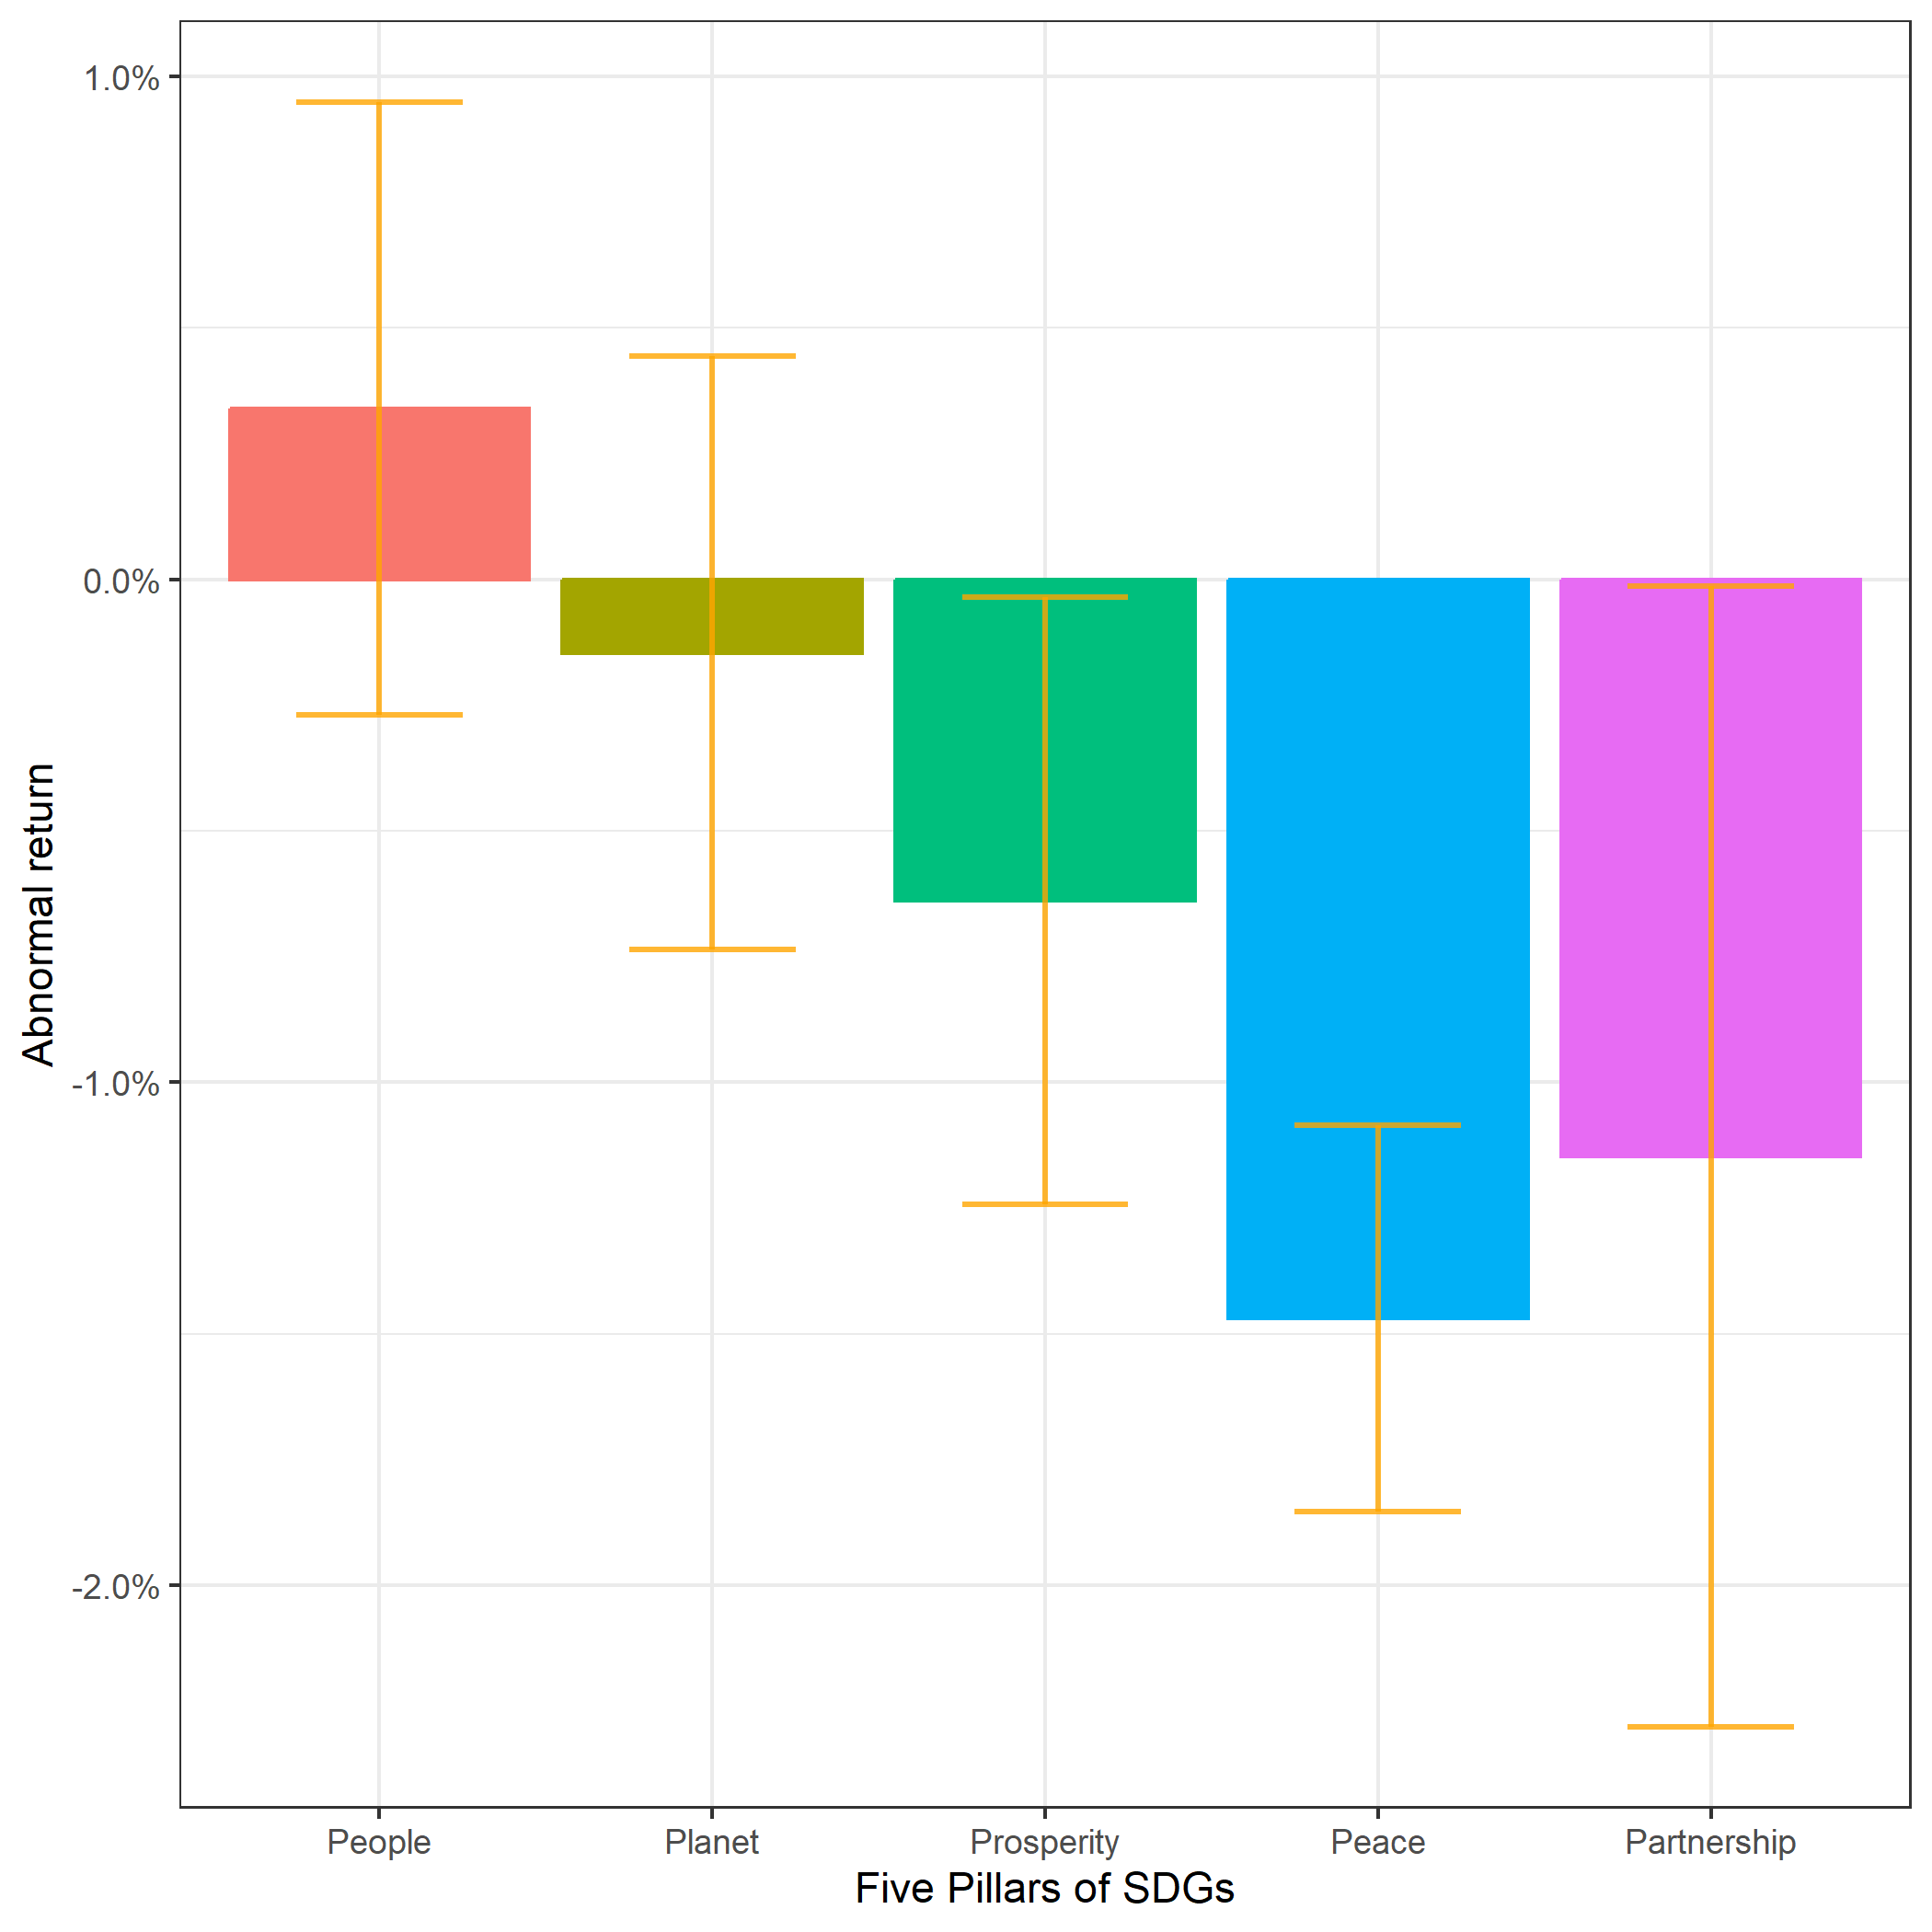 1.0%
0.0%
-1.0%
-2.0%
Abnormal return
People Planet Prosperity Peace Partnership
Five Pillars of SDGs